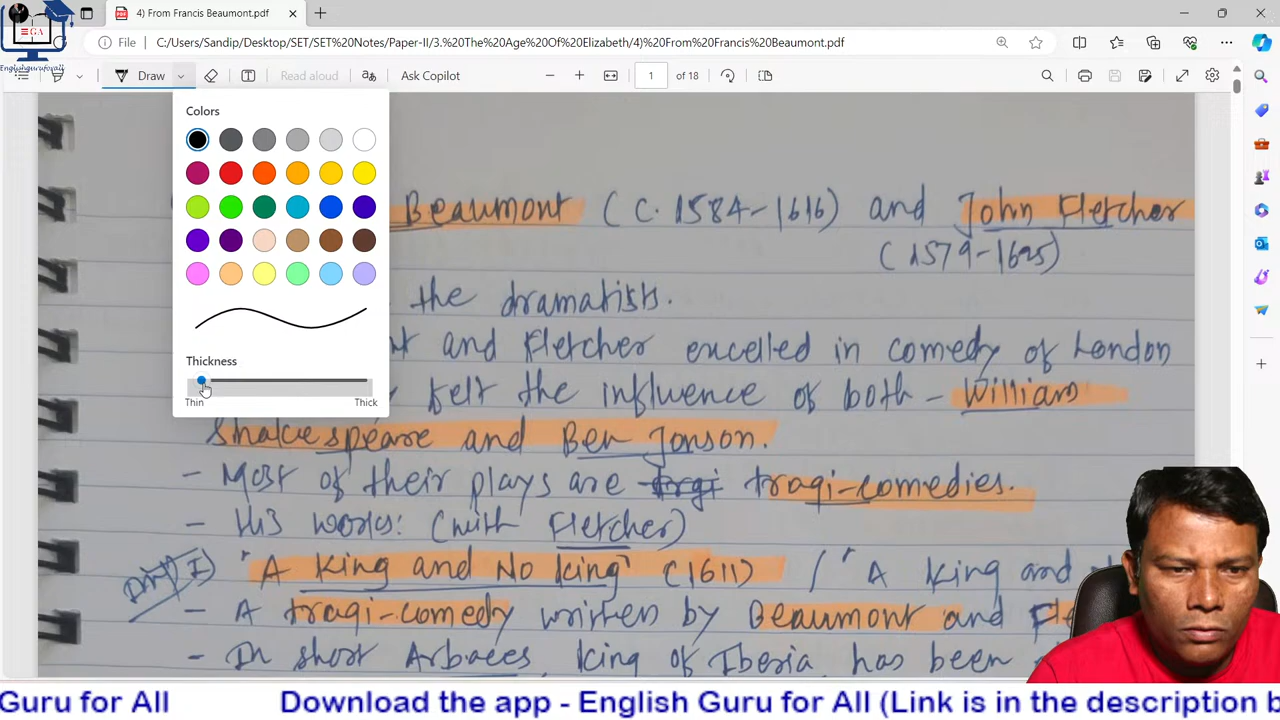 4) From Francis Beaumont.pdf
EGA
Englishguruforall
File
C:/Users/Sandip/Desktop/SET/SET%20Notes/Paper-II/3.%20The%20Age%20Of%20Elizabeth/4)%20From%20Francis%20Beaumont.pdf
Draw
Read aloud
Ask Copilot
1 of 18
Colors
Thickness
Thin Thick
Beaumont (c. 1584-1616) and John Fletcher
(1579-1625)
the dramatists.
and Fletcher excelled in comedy of London
felt the influence of both - William
Shakespeare and Ben Jonson.
- Most of their plays are tragi-comedies.
- His works: (with Fletcher)
I) "A King and No King" (1611) / "A King and
- A tragi-comedy written by Beaumont and
- In short Arbaces, King of Iberia has been
Guru for All Download the app - English Guru for All (Link is in the description b